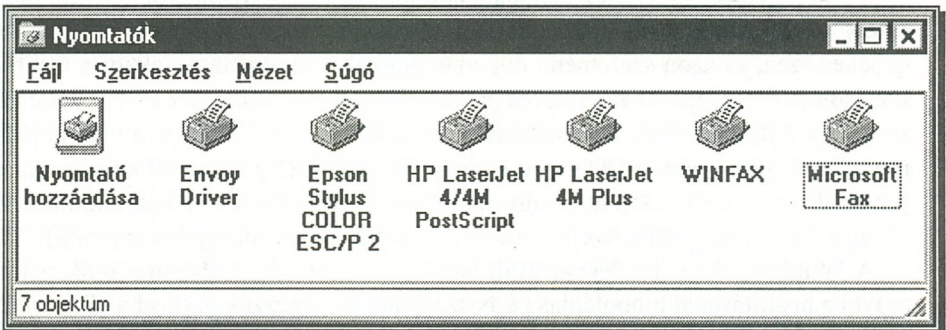 Nyomtatók
Fájl Szerkesztés Nézet Súgó
Nyomtató hozzáadása
Envoy Driver
Epson Stylus COLOR ESC/P 2
HP LaserJet 4/4M PostScript
HP LaserJet 4M Plus
WINFAX
Microsoft Fax
7 objektum